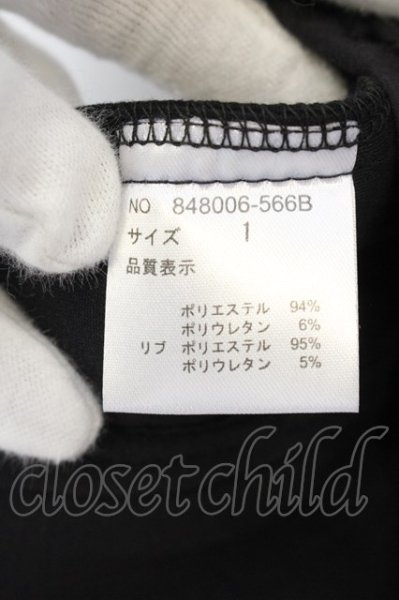 NO 848006-566B
サイズ 1
品質表示
ポリエステル 94%
ポリウレタン 6%
リブ ポリエステル 95%
ポリウレタン 5%
closetchild